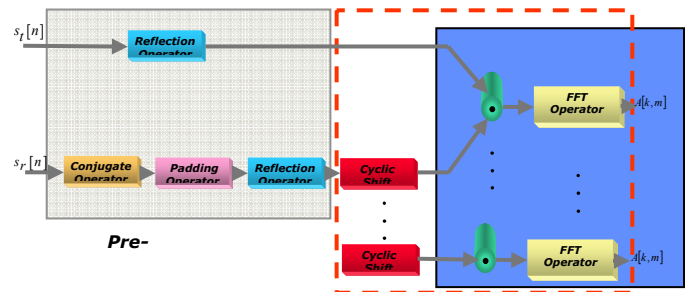 s_t[n]
Reflection
Operator
FFT
Operator
A[k,m]
s_r[n]
Conjugate
Operator
Padding
Operator
Reflection
Operator
Cyclic
Shift
Pre-
Cyclic
Shift
FFT
Operator
A[k,m]